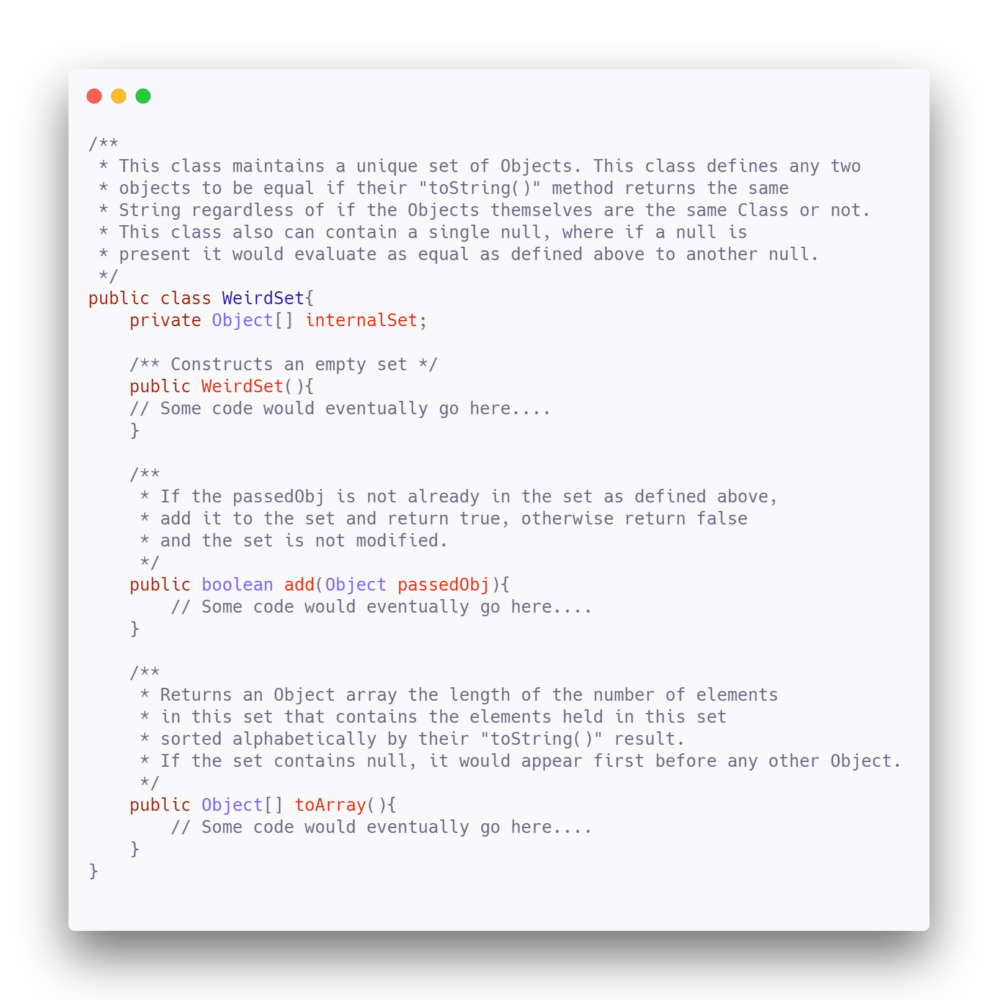 /**
 * This class maintains a unique set of Objects. This class defines any two
 * objects to be equal if their "toString()" method returns the same
 * String regardless of if the Objects themselves are the same Class or not.
 * This class also can contain a single null, where if a null is
 * present it would evaluate as equal as defined above to another null.
 */
public class WeirdSet{
    private Object[] internalSet;

    /** Constructs an empty set */
    public WeirdSet(){
    // Some code would eventually go here....
    }

    /**
     * If the passedObj is not already in the set as defined above,
     * add it to the set and return true, otherwise return false
     * and the set is not modified.
     */
    public boolean add(Object passedObj){
        // Some code would eventually go here....
    }

    /**
     * Returns an Object array the length of the number of elements
     * in this set that contains the elements held in this set
     * sorted alphabetically by their "toString()" result.
     * If the set contains null, it would appear first before any other Object.
     */
    public Object[] toArray(){
        // Some code would eventually go here....
    }
}